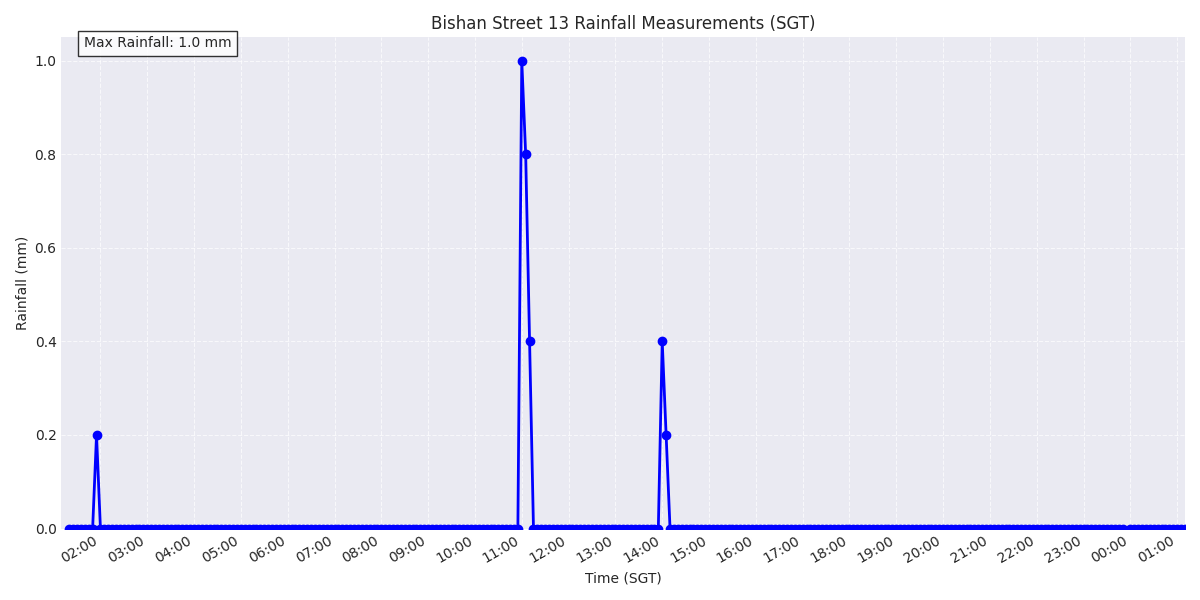 Bishan Street 13 Rainfall Measurements (SGT)
Max Rainfall: 1.0 mm
1.0
0.8
0.6
0.4
0.2
0.0
Rainfall (mm)
02:00 03:00 04:00 05:00 06:00 07:00 08:00 09:00 10:00 11:00 12:00 13:00 14:00 15:00 16:00 17:00 18:00 19:00 20:00 21:00 22:00 23:00 00:00 01:00
Time (SGT)